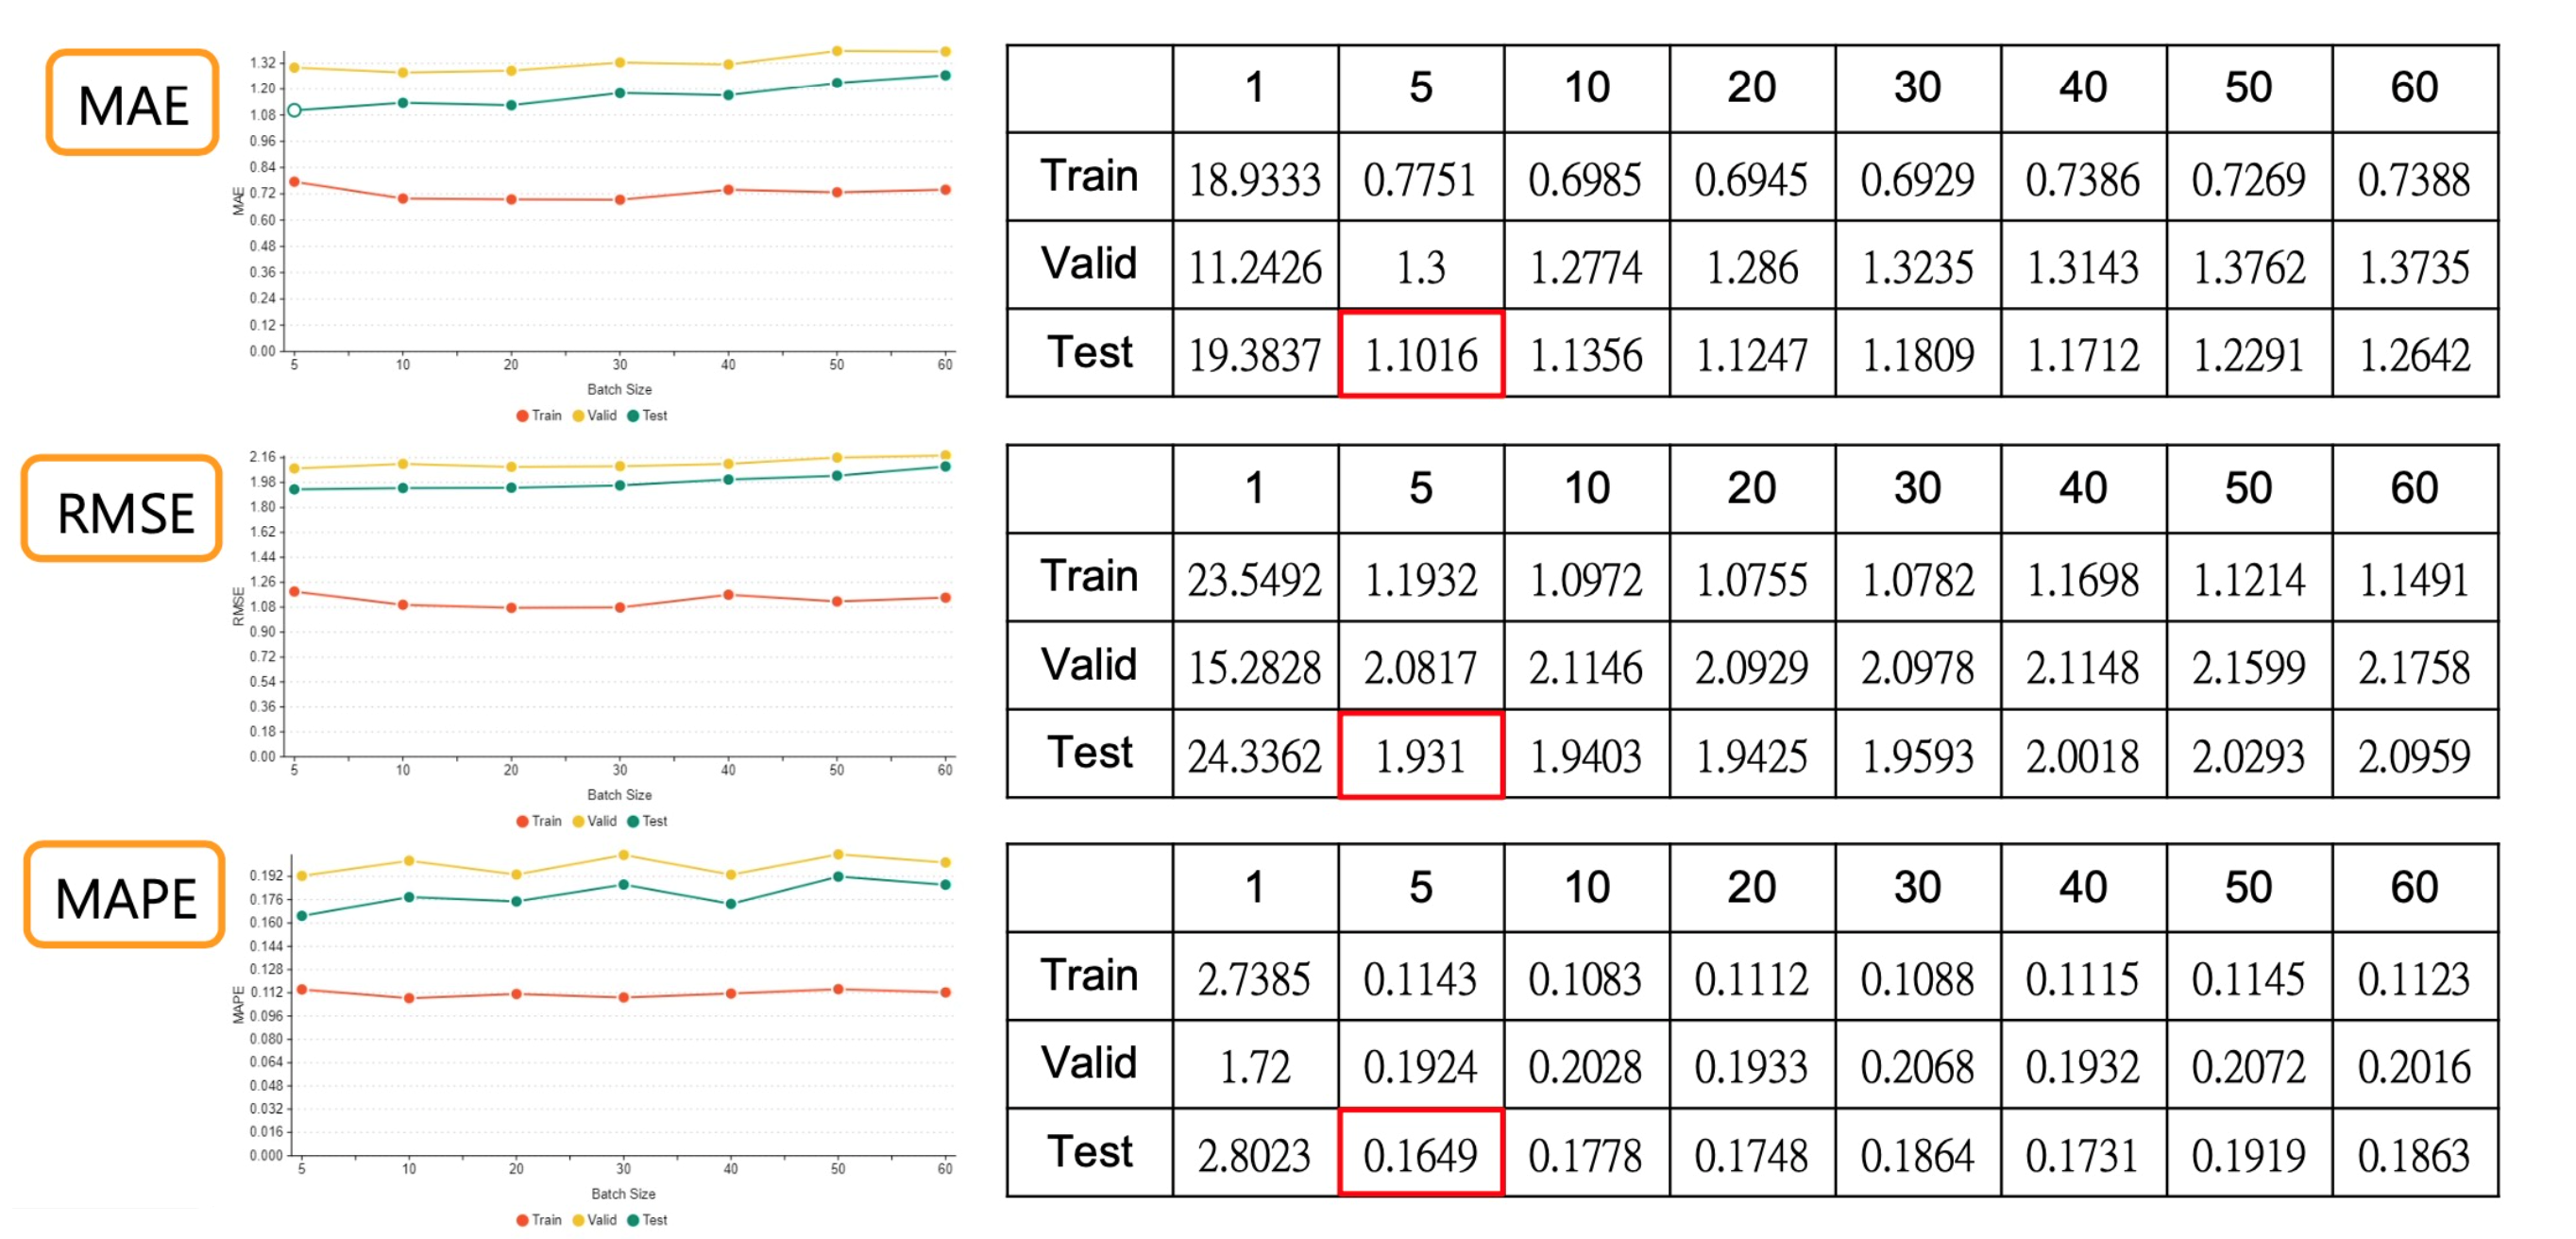 MAE
1.32
1.20
1.08
0.96
0.84
0.72
0.60
0.48
0.36
0.24
0.12
0.00
MAE
5 10 20 30 40 50 60
Batch Size
Train Valid Test
1 5 10 20 30 40 50 60
Train 18.9333 0.7751 0.6985 0.6945 0.6929 0.7386 0.7269 0.7388
Valid 11.2426 1.3 1.2774 1.286 1.3235 1.3143 1.3762 1.3735
Test 19.3837 1.1016 1.1356 1.1247 1.1809 1.1712 1.2291 1.2642
RMSE
2.16
1.98
1.80
1.62
1.44
1.26
1.08
0.90
0.72
0.54
0.36
0.18
0.00
RMSE
5 10 20 30 40 50 60
Batch Size
Train Valid Test
1 5 10 20 30 40 50 60
Train 23.5492 1.1932 1.0972 1.0755 1.0782 1.1698 1.1214 1.1491
Valid 15.2828 2.0817 2.1146 2.0929 2.0978 2.1148 2.1599 2.1758
Test 24.3362 1.931 1.9403 1.9425 1.9593 2.0018 2.0293 2.0959
MAPE
0.192
0.176
0.160
0.144
0.128
0.112
0.096
0.080
0.064
0.048
0.032
0.016
0.000
MAPE
5 10 20 30 40 50 60
Batch Size
Train Valid Test
1 5 10 20 30 40 50 60
Train 2.7385 0.1143 0.1083 0.1112 0.1088 0.1115 0.1145 0.1123
Valid 1.72 0.1924 0.2028 0.1933 0.2068 0.1932 0.2072 0.2016
Test 2.8023 0.1649 0.1778 0.1748 0.1864 0.1731 0.1919 0.1863